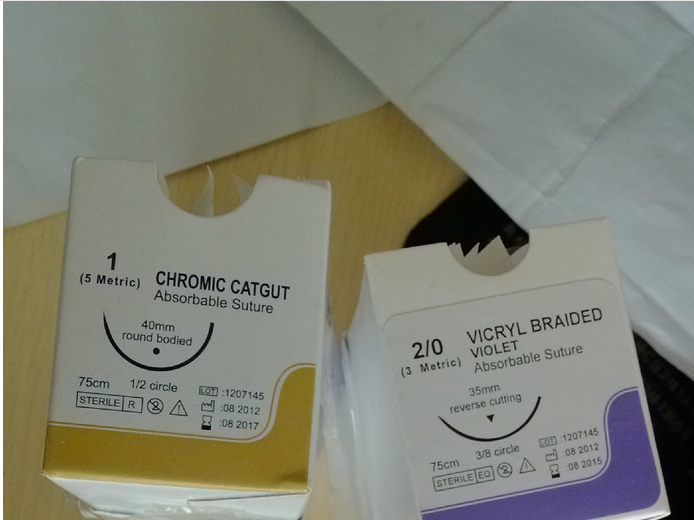 1
(5 Metric)
CHROMIC CATGUT
Absorbable Suture
40mm
round bodied
75cm 1/2 circle
STERILE R
LOT :1207145
:08 2012
:08 2017
2/0
(3 Metric)
VICRYL BRAIDED
VIOLET
Absorbable Suture
35mm
reverse cutting
75cm 3/8 circle
STERILE EO
LOT :1207145
:08 2012
:08 2015